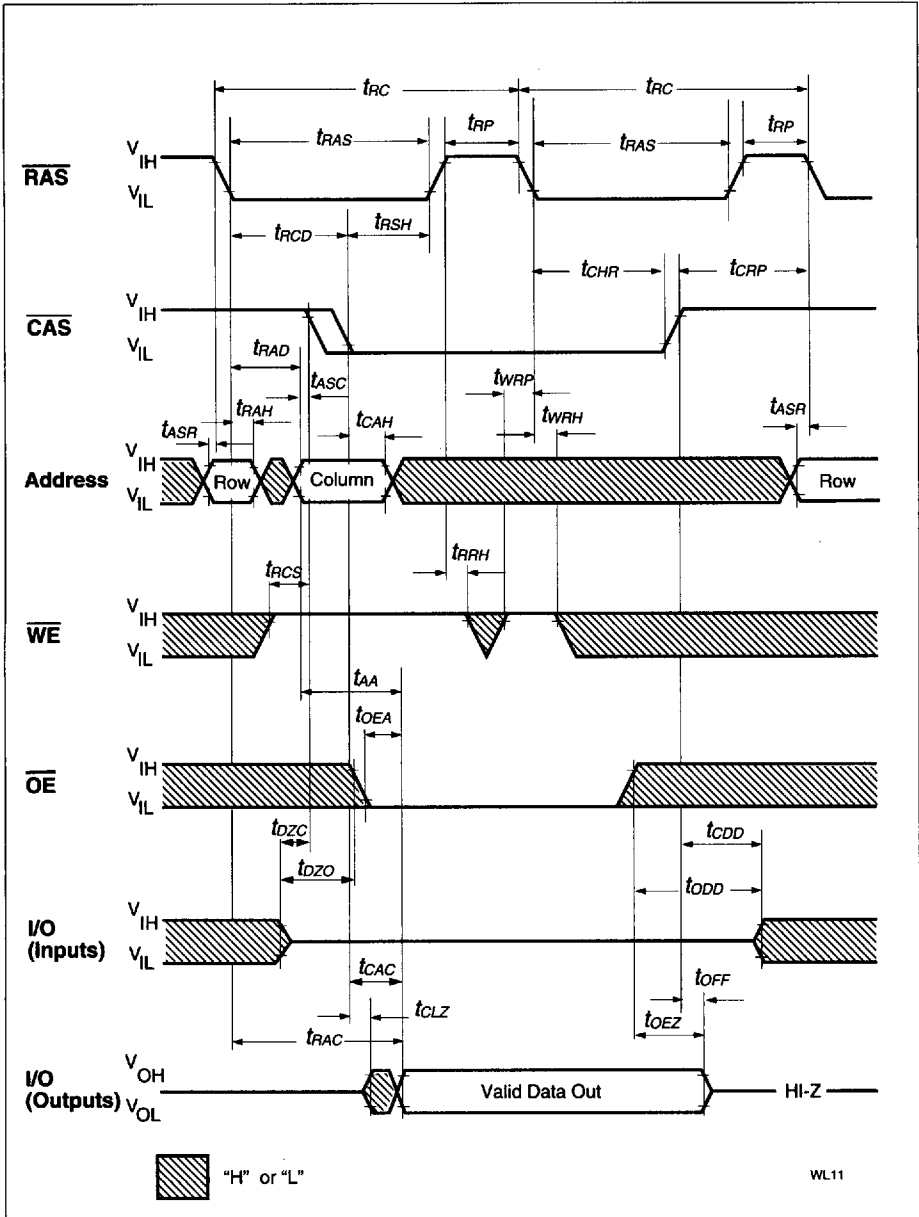 tRC tRC
tRAS tRP tRAS tRP
RAS VIH
VIL
tRCD tRSH
tCHR tCRP
CAS VIH
VIL
tRAD tASC tWRP
tRAH tCAH tWRH
tASR tASR
Address VIH Row Column Row
VIL
tRRH
tRCS
WE VIH
VIL
tAA
tOEA
OE VIH
VIL
tDZC tCDD
tDZO tODD
I/O (Inputs) VIH
VIL
tCAC tOFF
tCLZ tOEZ
tRAC
I/O (Outputs) VOH Valid Data Out HI-Z
VOL
"H" or "L"
WL11